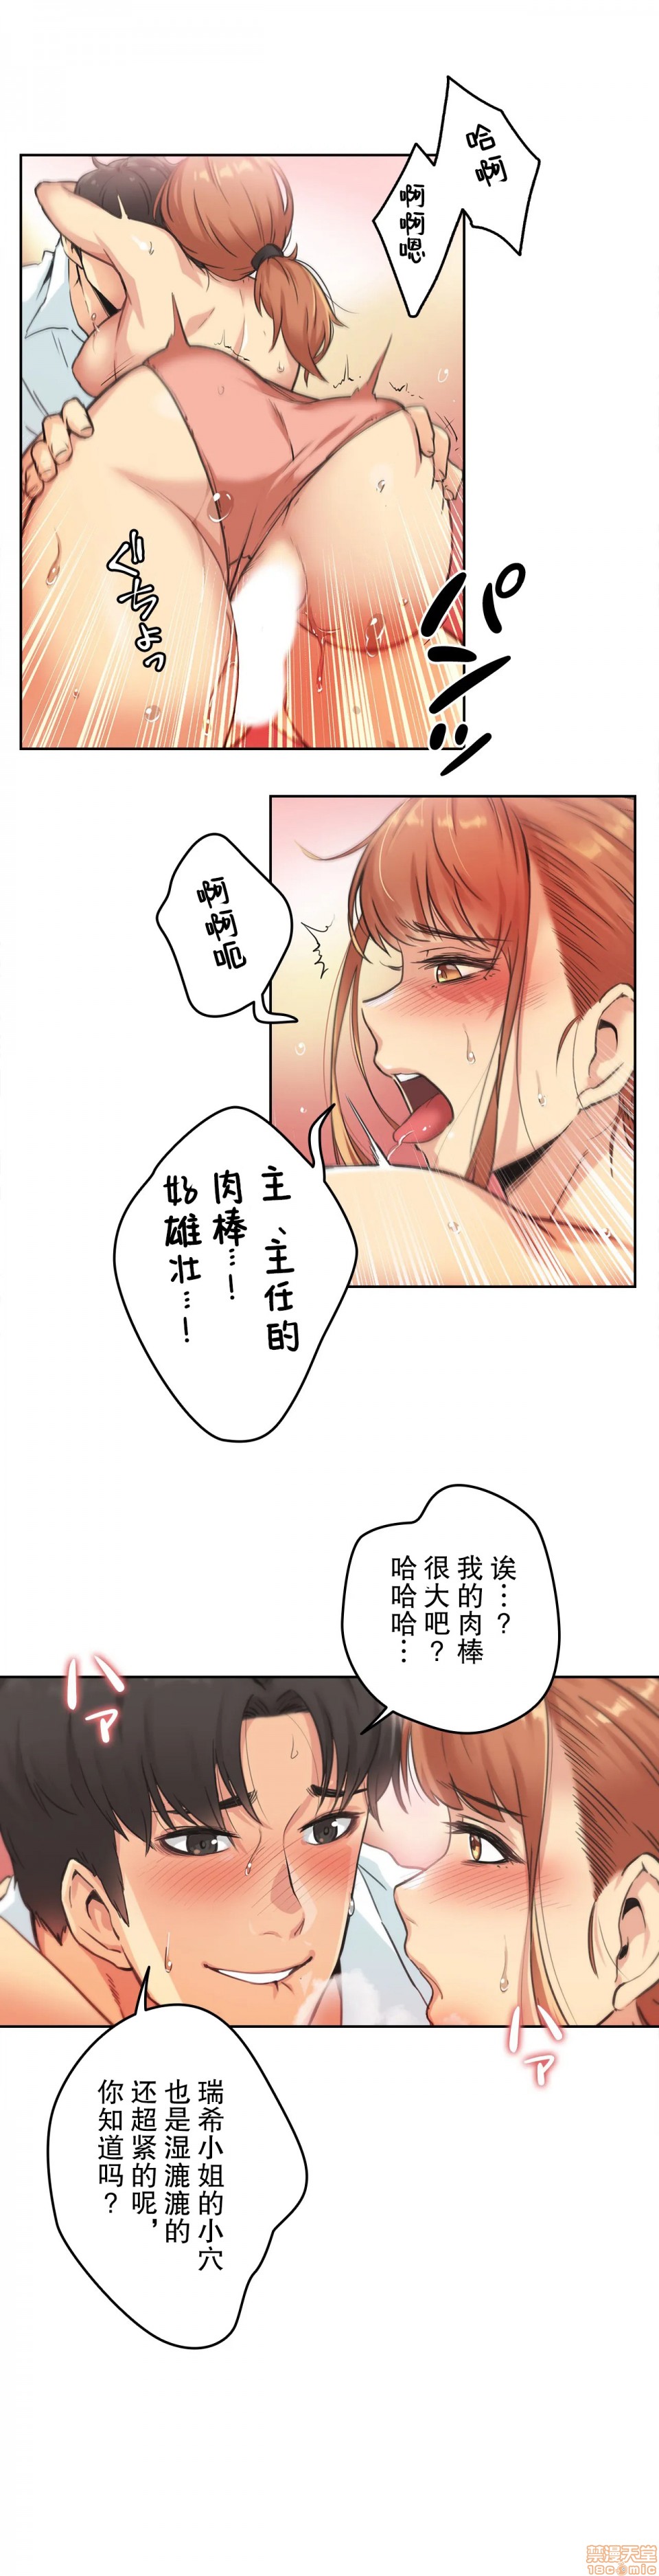 哈啊
啊啊嗯
ぐちょっ
パンッ
啊啊呃
主、主任的
肉棒…！
好雄壮…！
诶…？
我的肉棒
很大吧？
哈哈哈…
ハァ
ハァ
瑞希小姐的小穴
也是湿漉漉的
还超紧的呢，
你知道吗？
禁漫天堂
18comic